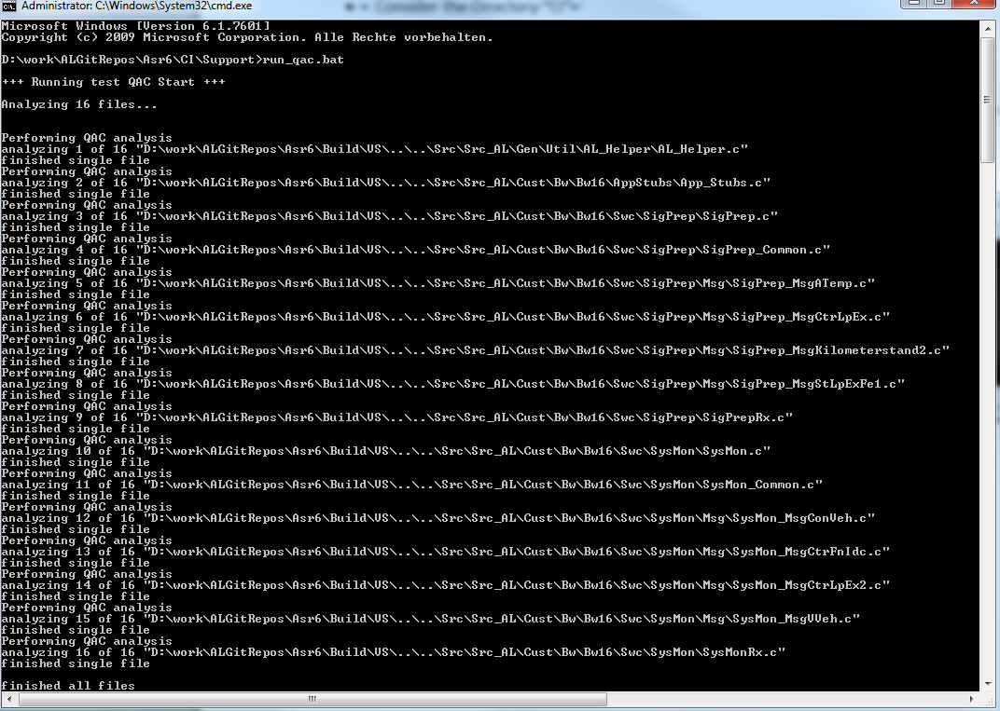 Administrator: C:\Windows\System32\cmd.exe
Microsoft Windows [Version 6.1.7601]
Copyright (c) 2009 Microsoft Corporation. Alle Rechte vorbehalten.
D:\work\ALGitRepos\Asr6\CI\Support>run_qac.bat
+++ Running test QAC Start +++
Analyzing 16 files...
Performing QAC analysis
analyzing 1 of 16 "D:\work\ALGitRepos\Asr6\Build\VS\..\..\Src\Src_AL\Gen\Util\AL_Helper\AL_Helper.c"
finished single file
Performing QAC analysis
analyzing 2 of 16 "D:\work\ALGitRepos\Asr6\Build\VS\..\..\Src\Src_AL\Cust\Bw\Bw16\AppStubs\App_Stubs.c"
finished single file
Performing QAC analysis
analyzing 3 of 16 "D:\work\ALGitRepos\Asr6\Build\VS\..\..\Src\Src_AL\Cust\Bw\Bw16\Swc\SigPrep\SigPrep.c"
finished single file
Performing QAC analysis
analyzing 4 of 16 "D:\work\ALGitRepos\Asr6\Build\VS\..\..\Src\Src_AL\Cust\Bw\Bw16\Swc\SigPrep\SigPrep_Common.c"
finished single file
Performing QAC analysis
analyzing 5 of 16 "D:\work\ALGitRepos\Asr6\Build\VS\..\..\Src\Src_AL\Cust\Bw\Bw16\Swc\SigPrep\Msg\SigPrep_MsgATemp.c"
finished single file
Performing QAC analysis
analyzing 6 of 16 "D:\work\ALGitRepos\Asr6\Build\VS\..\..\Src\Src_AL\Cust\Bw\Bw16\Swc\SigPrep\Msg\SigPrep_MsgCtrLpEx.c"
finished single file
Performing QAC analysis
analyzing 7 of 16 "D:\work\ALGitRepos\Asr6\Build\VS\..\..\Src\Src_AL\Cust\Bw\Bw16\Swc\SigPrep\Msg\SigPrep_MsgKilometerstand2.c"
finished single file
Performing QAC analysis
analyzing 8 of 16 "D:\work\ALGitRepos\Asr6\Build\VS\..\..\Src\Src_AL\Cust\Bw\Bw16\Swc\SigPrep\Msg\SigPrep_MsgStLpExFe1.c"
finished single file
Performing QAC analysis
analyzing 9 of 16 "D:\work\ALGitRepos\Asr6\Build\VS\..\..\Src\Src_AL\Cust\Bw\Bw16\Swc\SigPrep\SigPrepRx.c"
finished single file
Performing QAC analysis
analyzing 10 of 16 "D:\work\ALGitRepos\Asr6\Build\VS\..\..\Src\Src_AL\Cust\Bw\Bw16\Swc\SysMon\SysMon.c"
finished single file
Performing QAC analysis
analyzing 11 of 16 "D:\work\ALGitRepos\Asr6\Build\VS\..\..\Src\Src_AL\Cust\Bw\Bw16\Swc\SysMon\SysMon_Common.c"
finished single file
Performing QAC analysis
analyzing 12 of 16 "D:\work\ALGitRepos\Asr6\Build\VS\..\..\Src\Src_AL\Cust\Bw\Bw16\Swc\SysMon\Msg\SysMon_MsgConVeh.c"
finished single file
Performing QAC analysis
analyzing 13 of 16 "D:\work\ALGitRepos\Asr6\Build\VS\..\..\Src\Src_AL\Cust\Bw\Bw16\Swc\SysMon\Msg\SysMon_MsgCtrFnIdc.c"
finished single file
Performing QAC analysis
analyzing 14 of 16 "D:\work\ALGitRepos\Asr6\Build\VS\..\..\Src\Src_AL\Cust\Bw\Bw16\Swc\SysMon\Msg\SysMon_MsgCtrLpEx2.c"
finished single file
Performing QAC analysis
analyzing 15 of 16 "D:\work\ALGitRepos\Asr6\Build\VS\..\..\Src\Src_AL\Cust\Bw\Bw16\Swc\SysMon\Msg\SysMon_MsgVVeh.c"
finished single file
Performing QAC analysis
analyzing 16 of 16 "D:\work\ALGitRepos\Asr6\Build\VS\..\..\Src\Src_AL\Cust\Bw\Bw16\Swc\SysMon\SysMonRx.c"
finished single file
finished all files